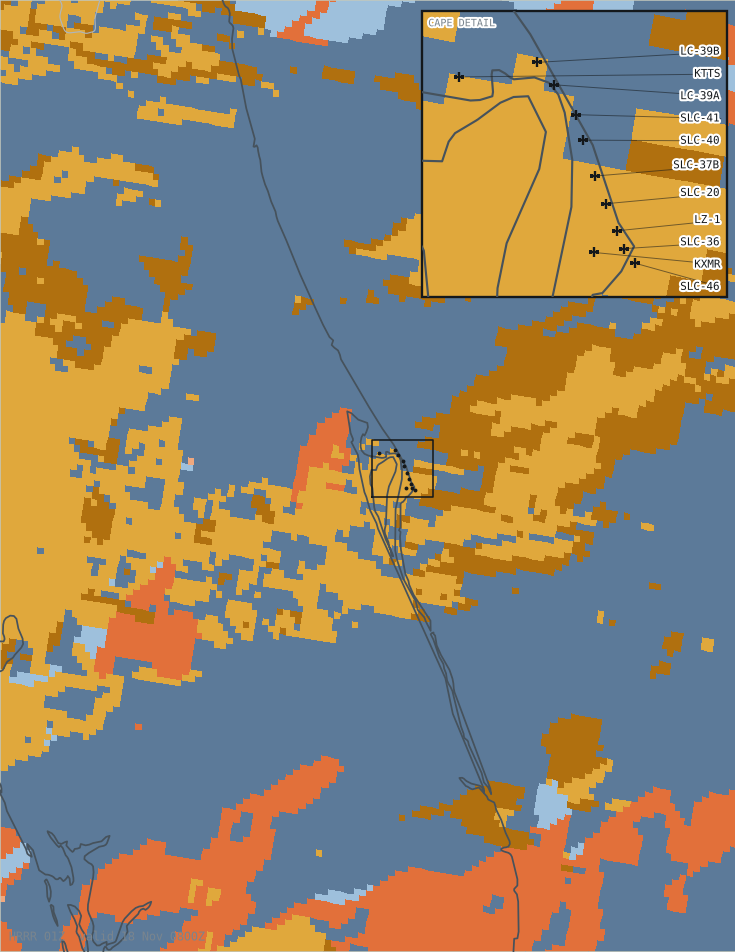 CAPE DETAIL
LC-39B
KTTS
LC-39A
SLC-41
SLC-40
SLC-37B
SLC-20
LZ-1
SLC-36
KXMR
SLC-46